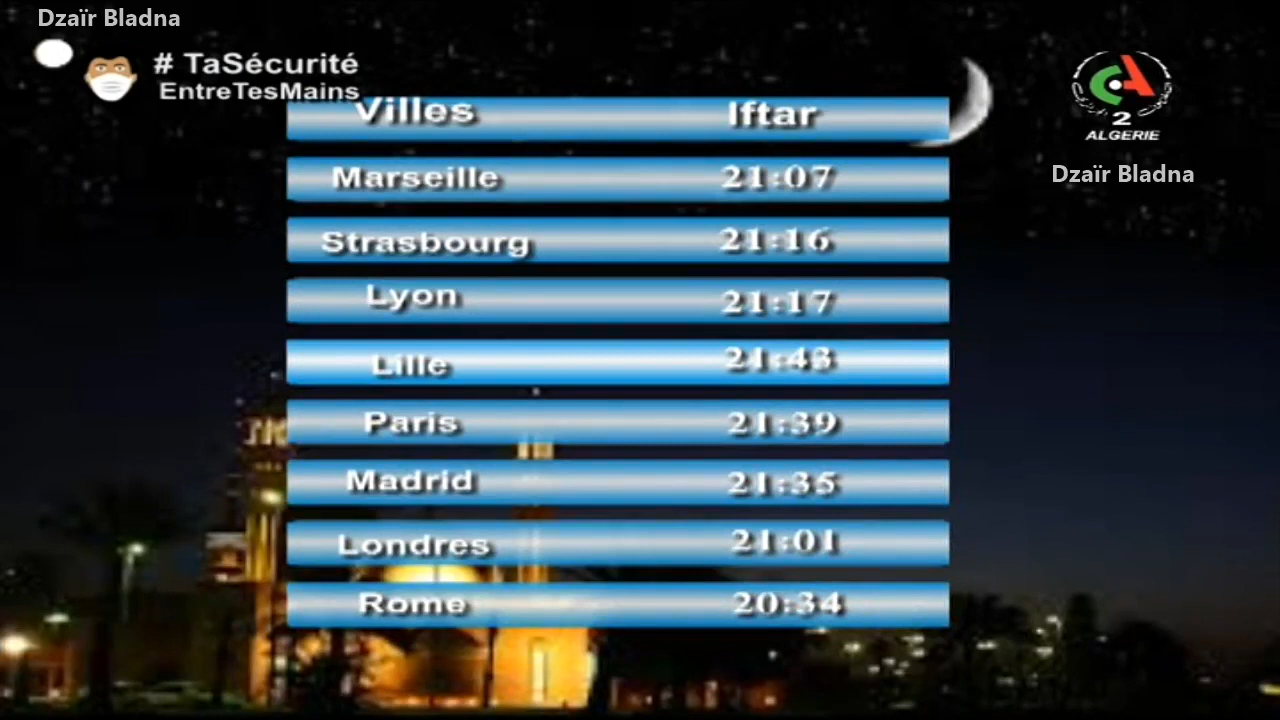 Dzaïr Bladna
# TaSécurité
EntreTesMains
2
ALGERIE
Dzaïr Bladna
Villes Iftar
Marseille 21:07
Strasbourg 21:16
Lyon 21:17
Lille 21:43
Paris 21:39
Madrid 21:35
Londres 21:01
Rome 20:34